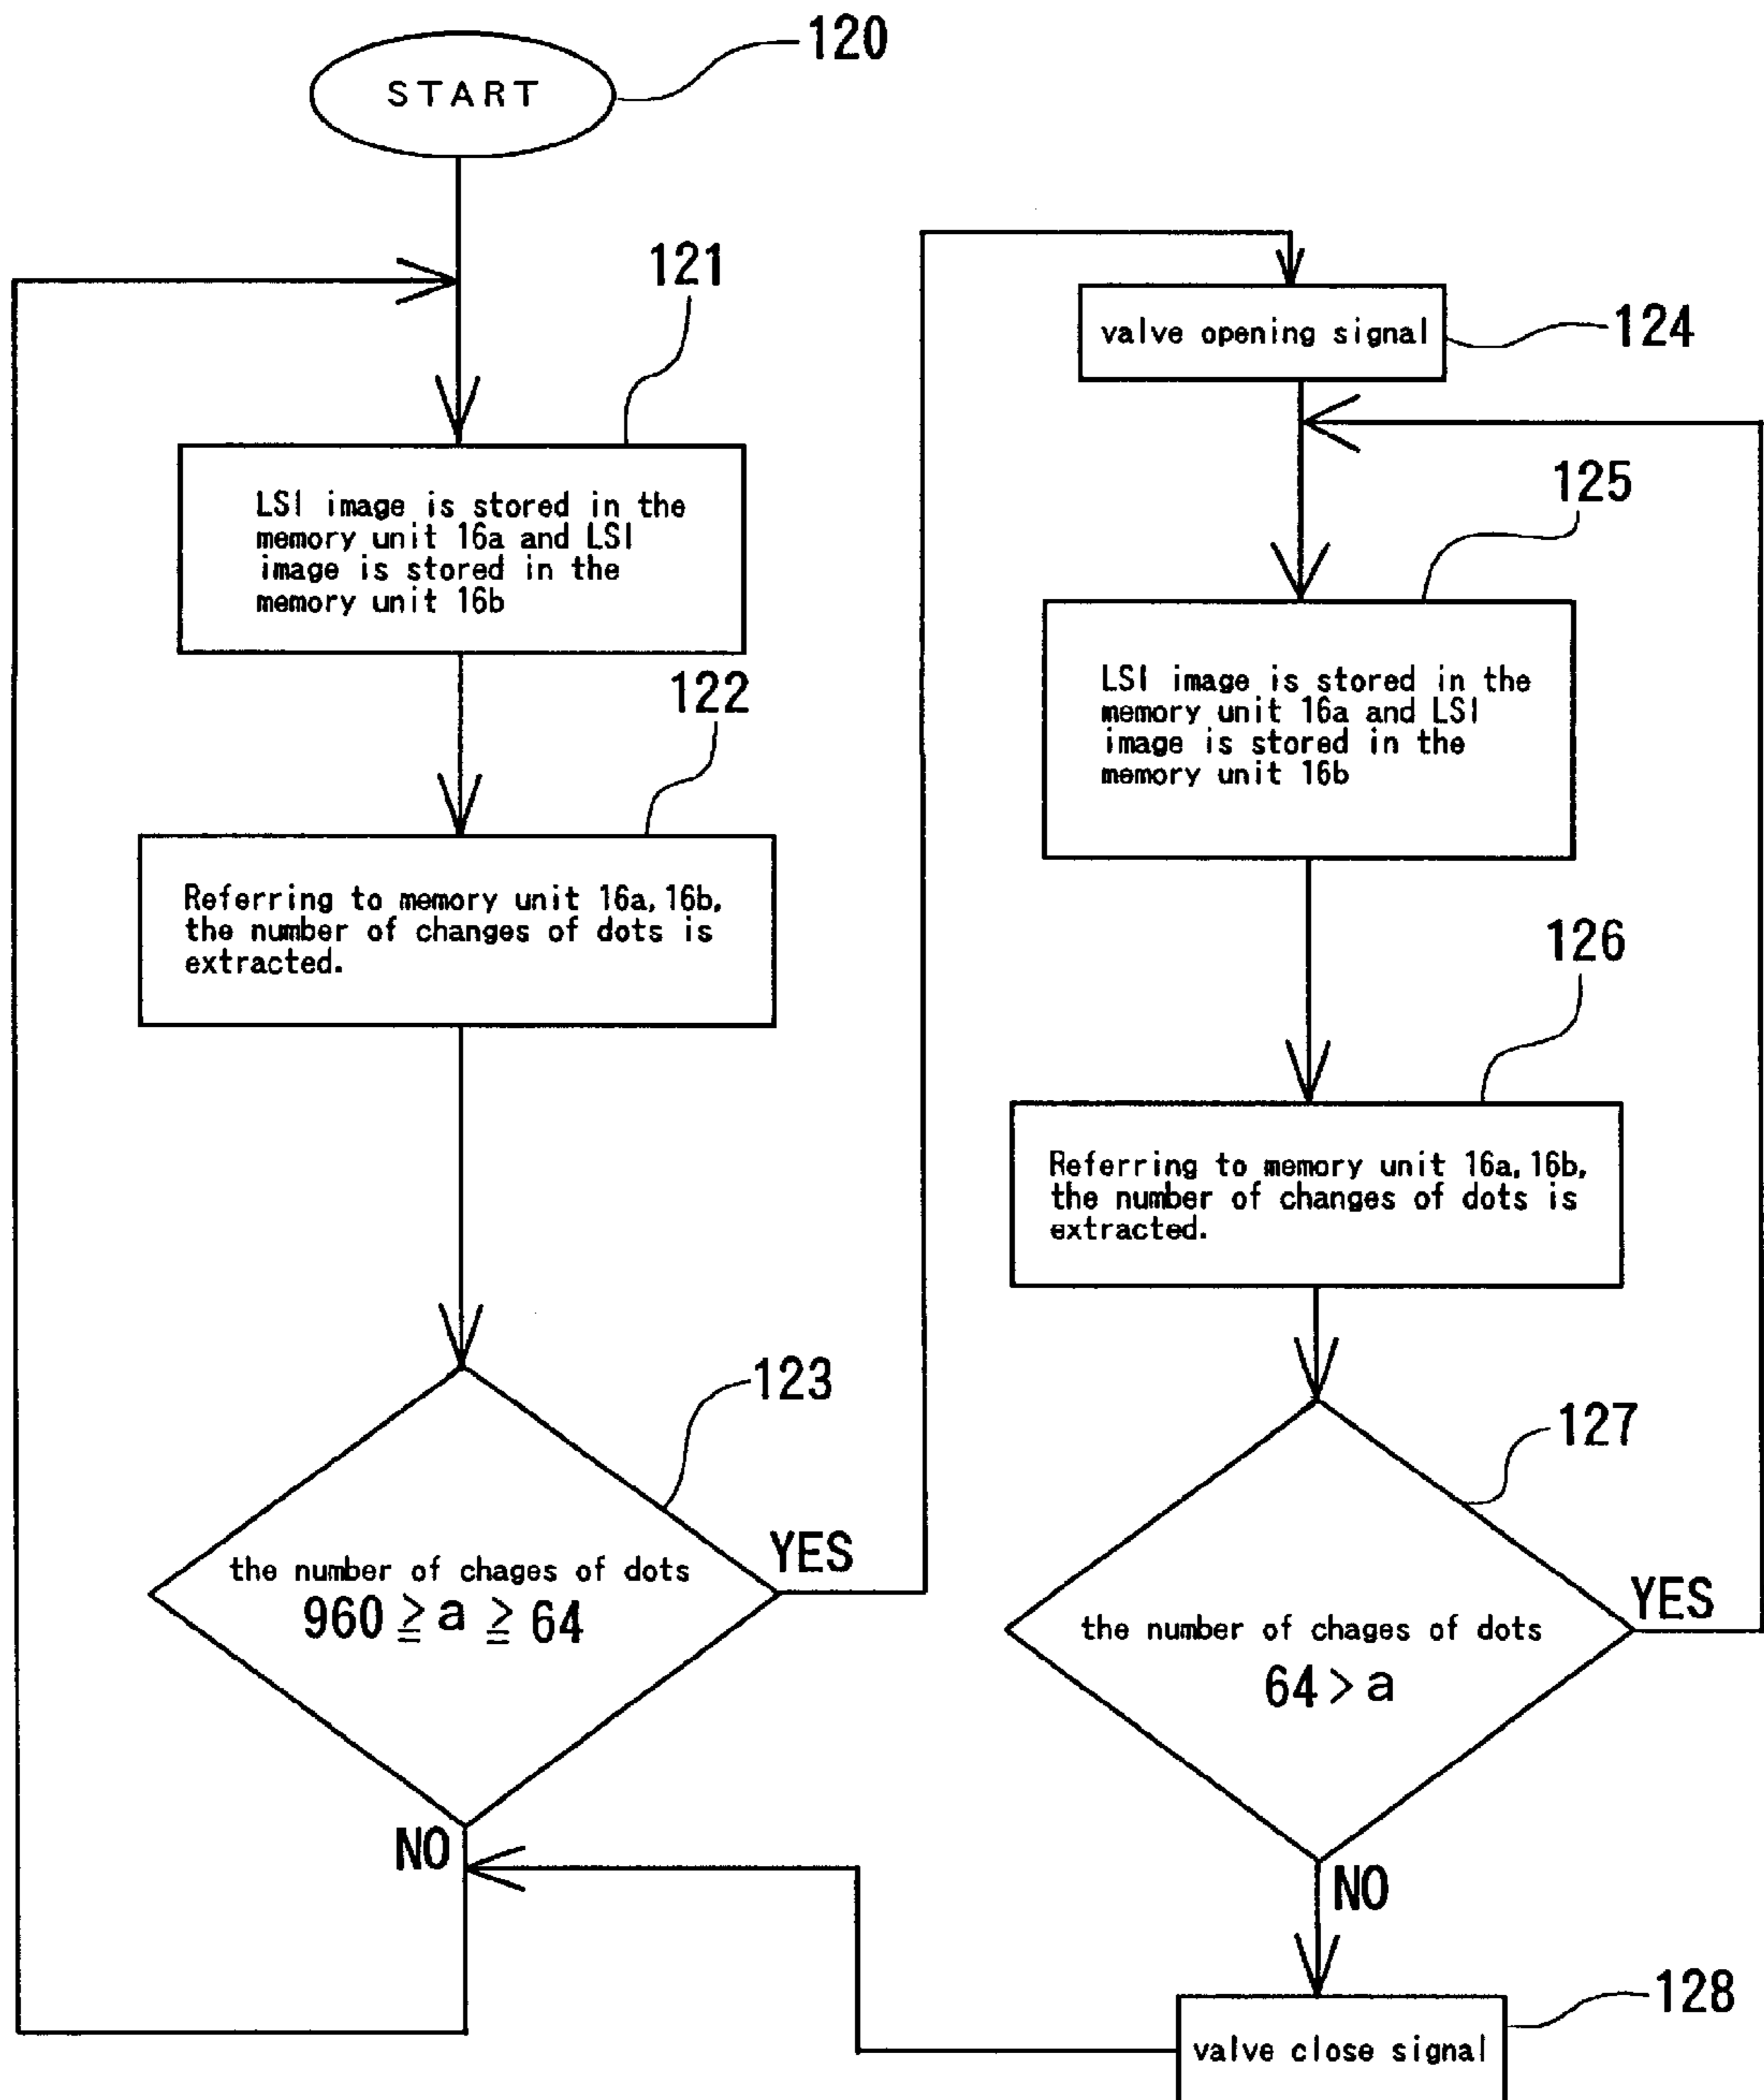 START
120
121
LSI image is stored in the
memory unit 16a and LSI
image is stored in the
memory unit 16b
122
Referring to memory unit 16a, 16b,
the number of changes of dots is
extracted.
123
the number of chages of dots
960 ≧ a ≧ 64
YES
NO
valve opening signal
124
125
LSI image is stored in the
memory unit 16a and LSI
image is stored in the
memory unit 16b
126
Referring to memory unit 16a, 16b,
the number of changes of dots is
extracted.
127
the number of chages of dots
64 > a
YES
NO
128
valve close signal